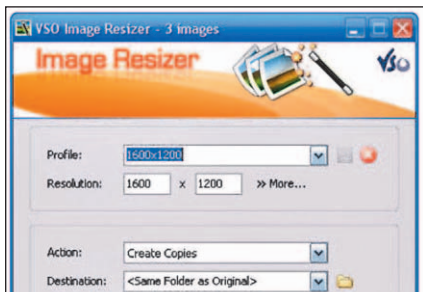 VSO Image Resizer - 3 images
Image Resizer
VSO
Profile: 1600x1200
Resolution: 1600 x 1200 » More...
Action: Create Copies
Destination: <Same Folder as Original>